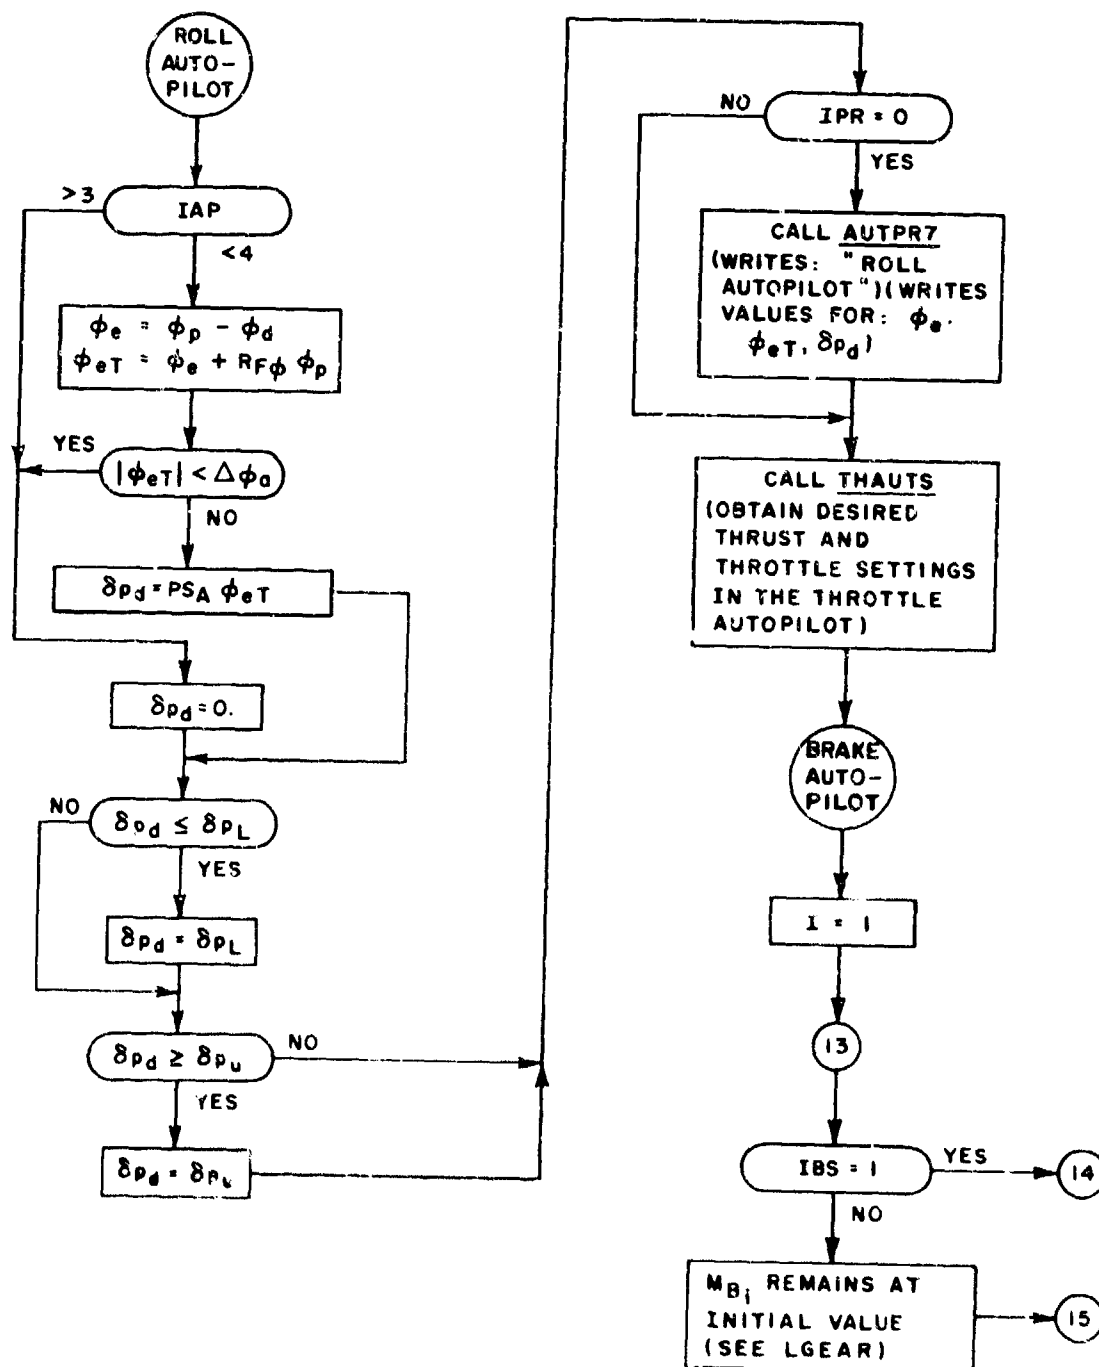 ROLL
AUTO-
PILOT
>3
IAP
<4
ϕe = ϕp - ϕd
ϕeT = ϕe + RFϕ ϕp
YES
|ϕeT| < Δϕa
NO
δpd = PSA ϕeT
δpd = 0.
NO
δpd ≤ δpL
YES
δpd = δpL
δpd ≥ δpu
NO
YES
δpd = δpu
NO
IPR = 0
YES
CALL AUTPR7
(WRITES: "ROLL
AUTOPILOT")(WRITES
VALUES FOR: ϕe,
ϕeT, δpd)
CALL THAUTS
(OBTAIN DESIRED
THRUST AND
THROTTLE SETTINGS
IN THE THROTTLE
AUTOPILOT)
BRAKE
AUTO-
PILOT
I = 1
13
IBS = 1
YES
14
NO
MBi REMAINS AT
INITIAL VALUE
(SEE LGEAR)
15